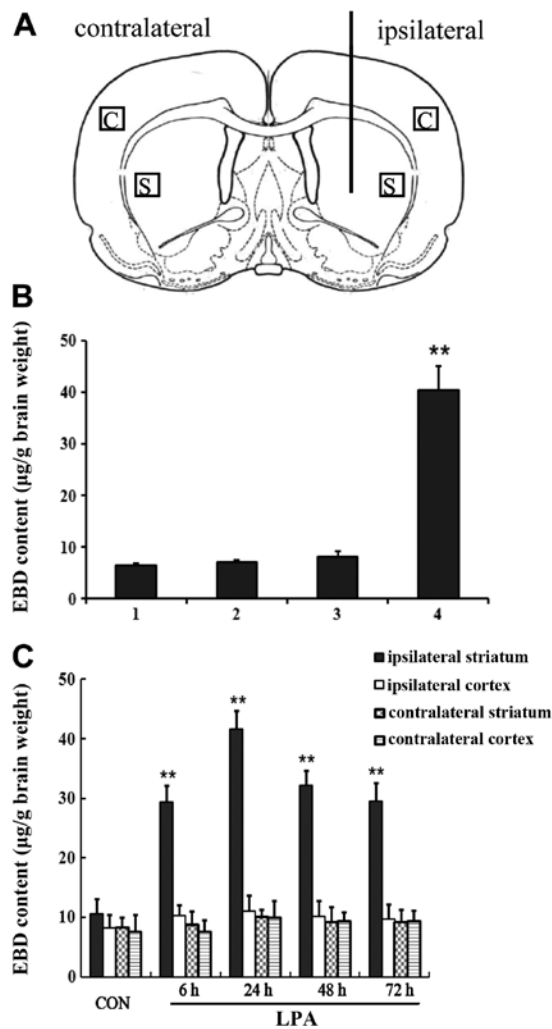 A
contralateral
ipsilateral
C
C
S
S
B
EBD content (µg/g brain weight)
50
40
30
20
10
0
**
1 2 3 4
C
EBD content (µg/g brain weight)
50
40
30
20
10
0
ipsilateral striatum
ipsilateral cortex
contralateral striatum
contralateral cortex
**
**
**
**
CON
6 h 24 h 48 h 72 h
LPA